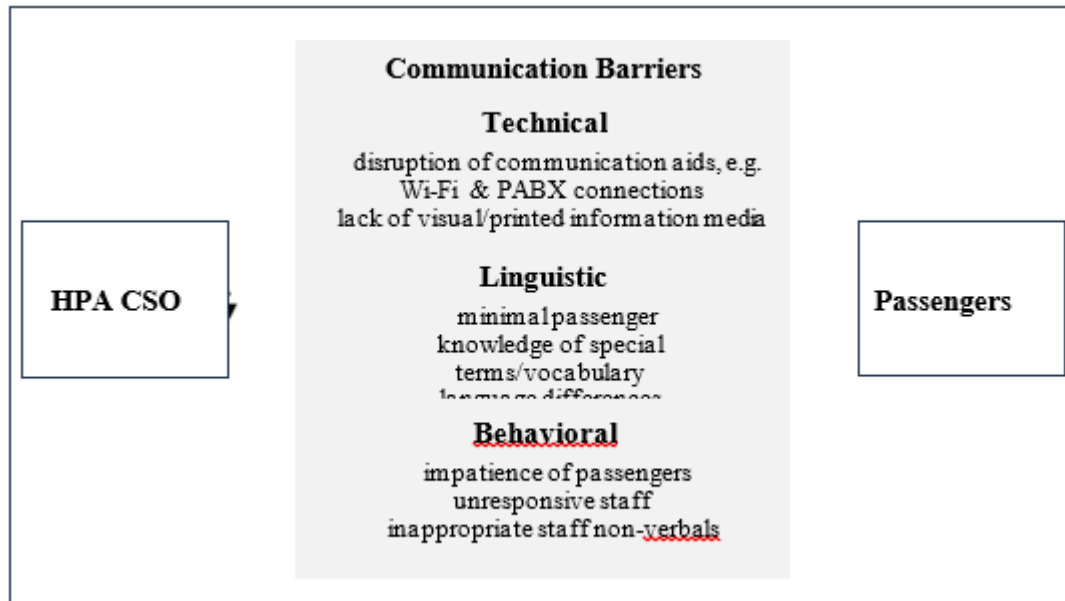 Communication Barriers
Technical
disruption of communication aids, e.g.
Wi-Fi & PABX connections
lack of visual/printed information media
HPA CSO
Linguistic
minimal passenger
knowledge of special
terms/vocabulary
language differences
Passengers
Behavioral
impatience of passengers
unresponsive staff
inappropriate staff non-verbals